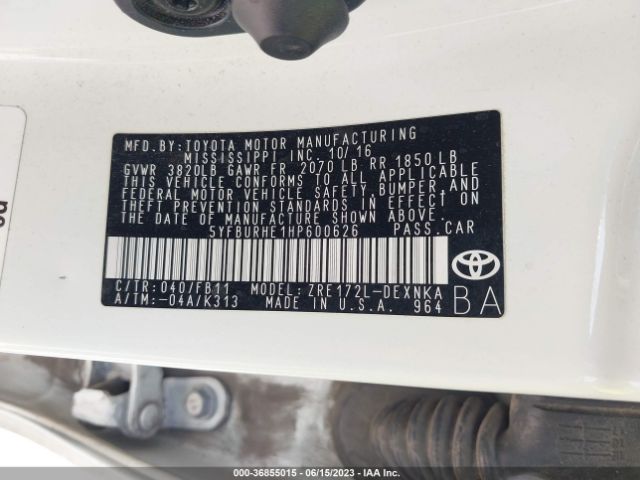 MFD.BY:TOYOTA MOTOR MANUFACTURING
MISSISSIPPI INC. 10/16
GVWR 3820LB GAWR FR 2070 LB RR 1850 LB
THIS VEHICLE CONFORMS TO ALL APPLICABLE
FEDERAL MOTOR VEHICLE SAFETY,BUMPER,AND
THEFT PREVENTION STANDARDS IN EFFECT
ON THE DATE OF MANUFACTURE SHOWN ABOVE.
5YFBURHE1HP600626 PASS.CAR
C/TR:040/FB11 MODEL:ZRE172L-DEXNKA
A/TM:-04A/K313 MADE IN U.S.A. 964
BA
000-36855015 - 06/15/2023 - IAA Inc.